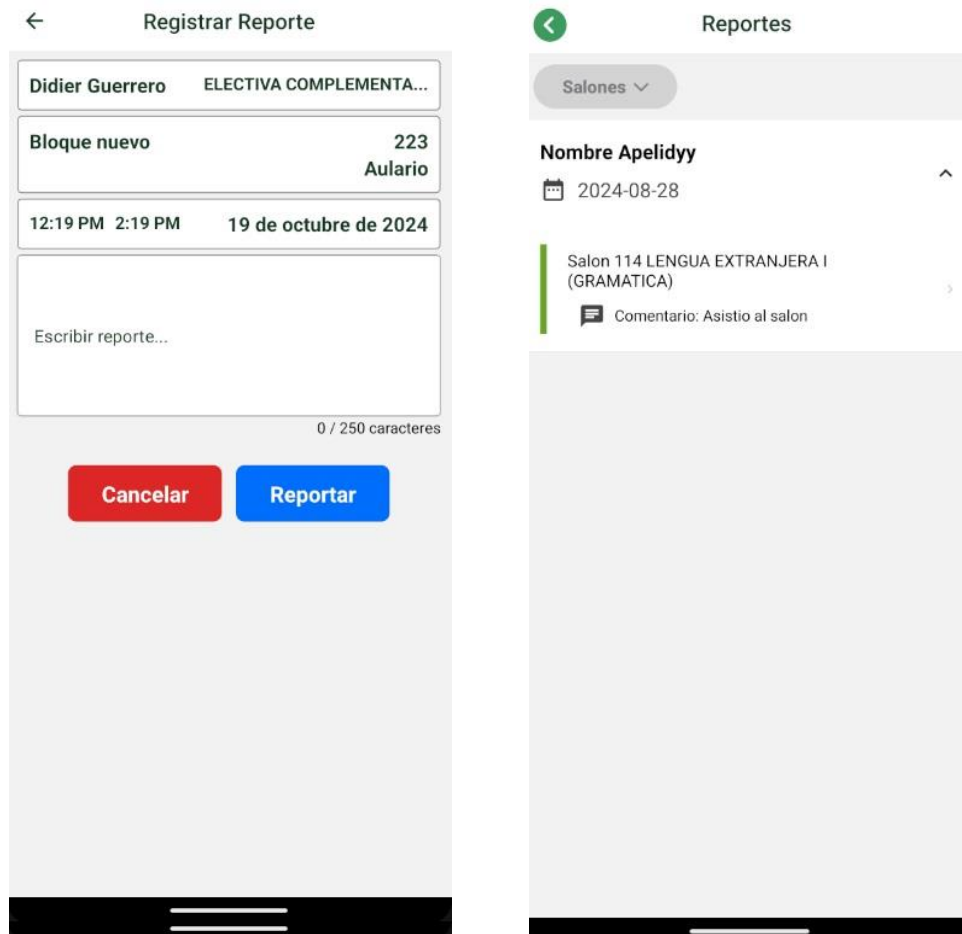 Registrar Reporte
Didier Guerrero ELECTIVA COMPLEMENTA...
Bloque nuevo 223
Aulario
12:19 PM 2:19 PM 19 de octubre de 2024
Escribir reporte...
0 / 250 caracteres
Cancelar Reportar
Reportes
Salones
Nombre Apelidyy
2024-08-28
Salon 114 LENGUA EXTRANJERA I
(GRAMATICA)
Comentario: Asistio al salon